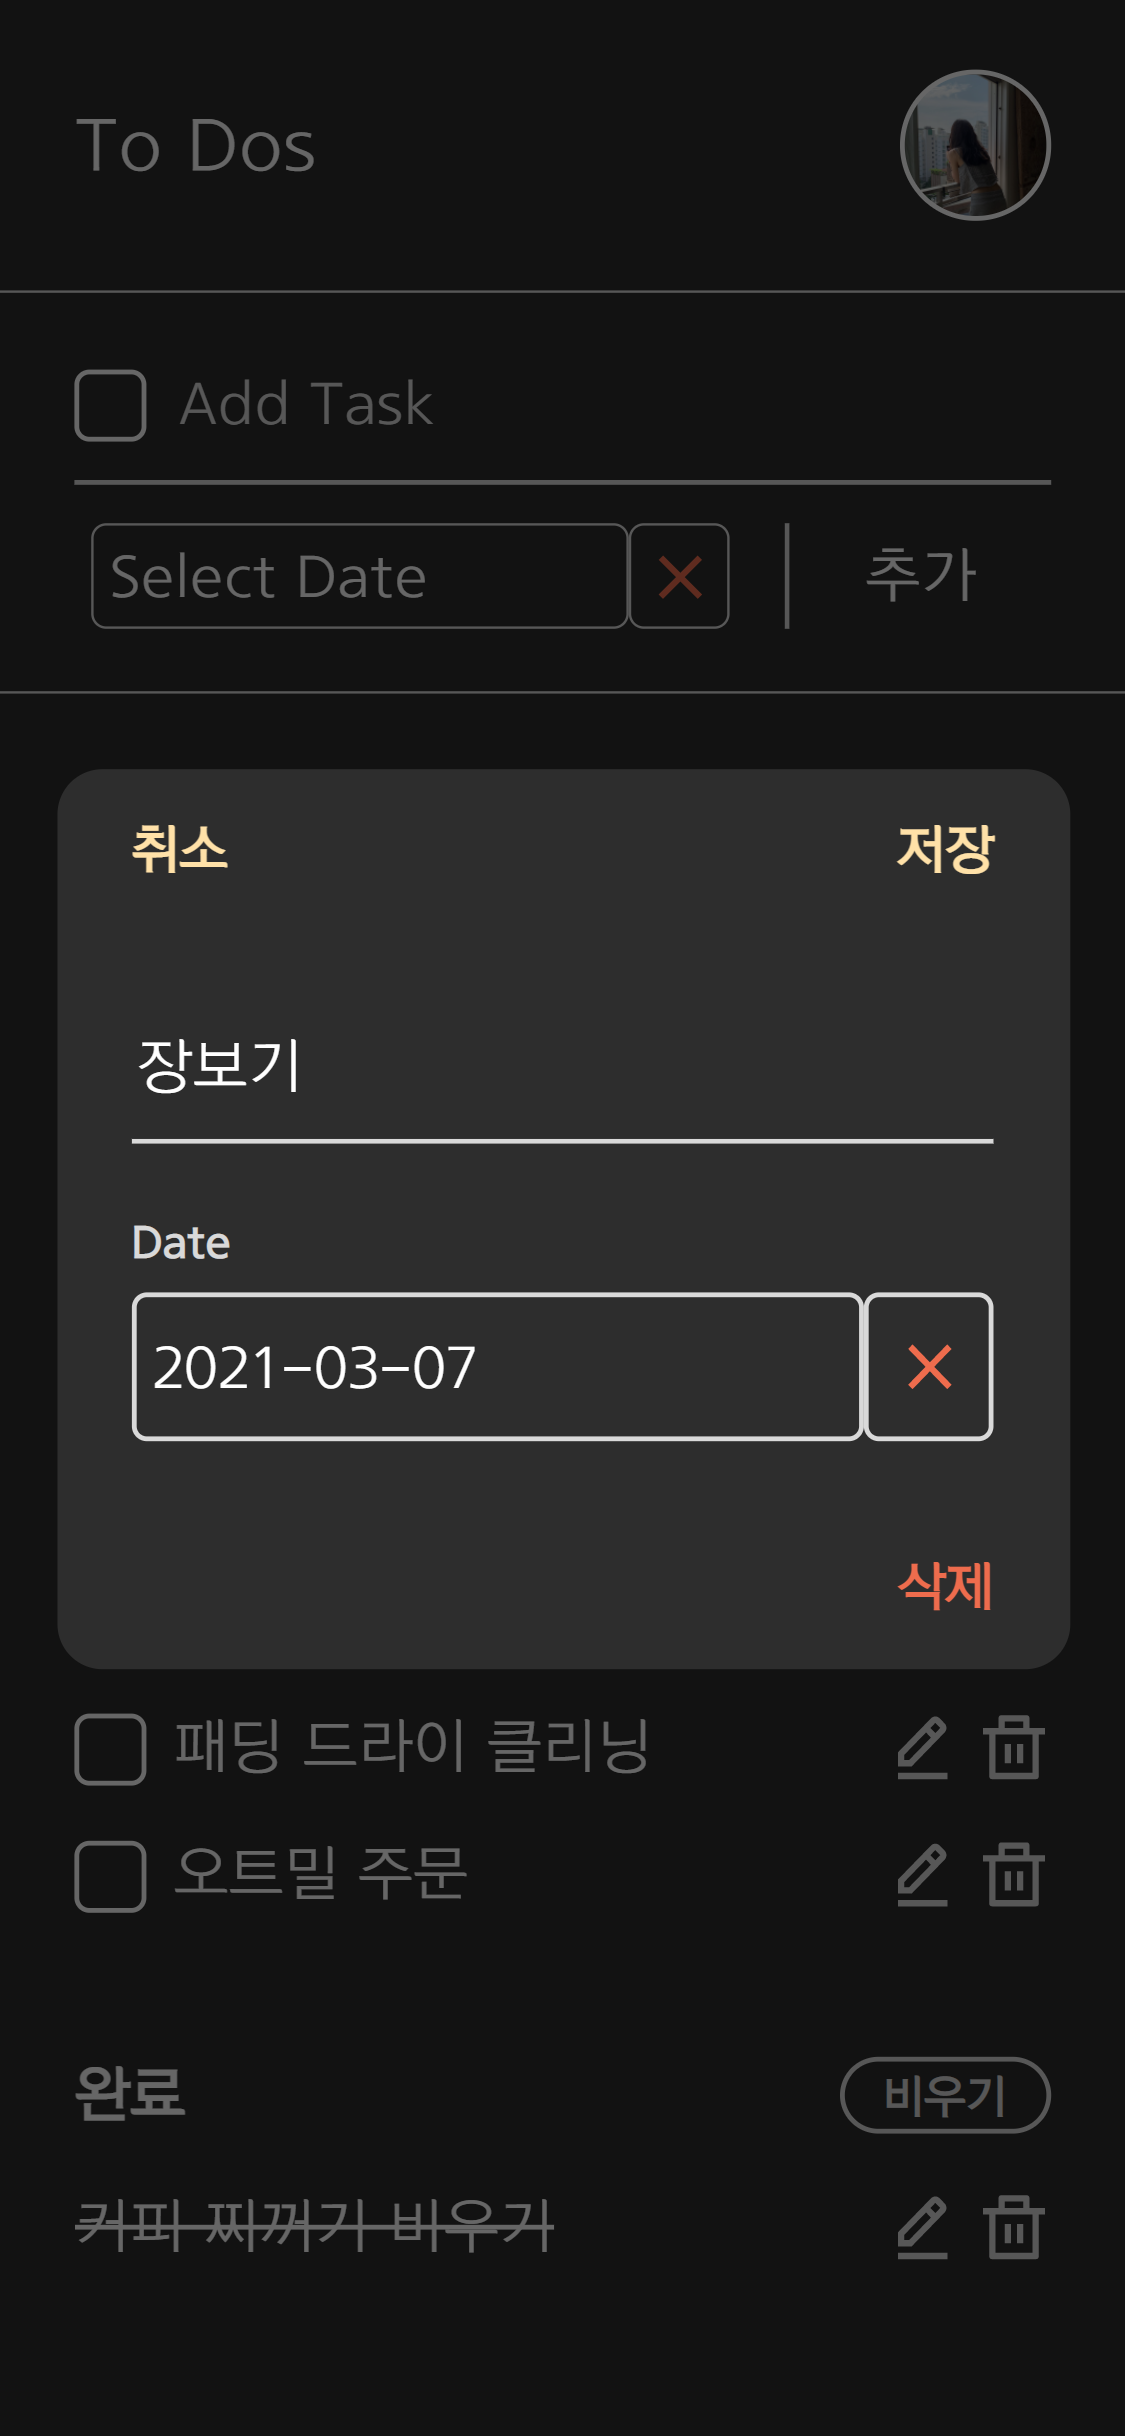 To Dos
Add Task
Select Date
추가
취소 저장
장보기
Date
2021-03-07
삭제
패딩 드라이 클리닝
오트밀 주문
완료 비우기
커피 찌꺼기 비우기